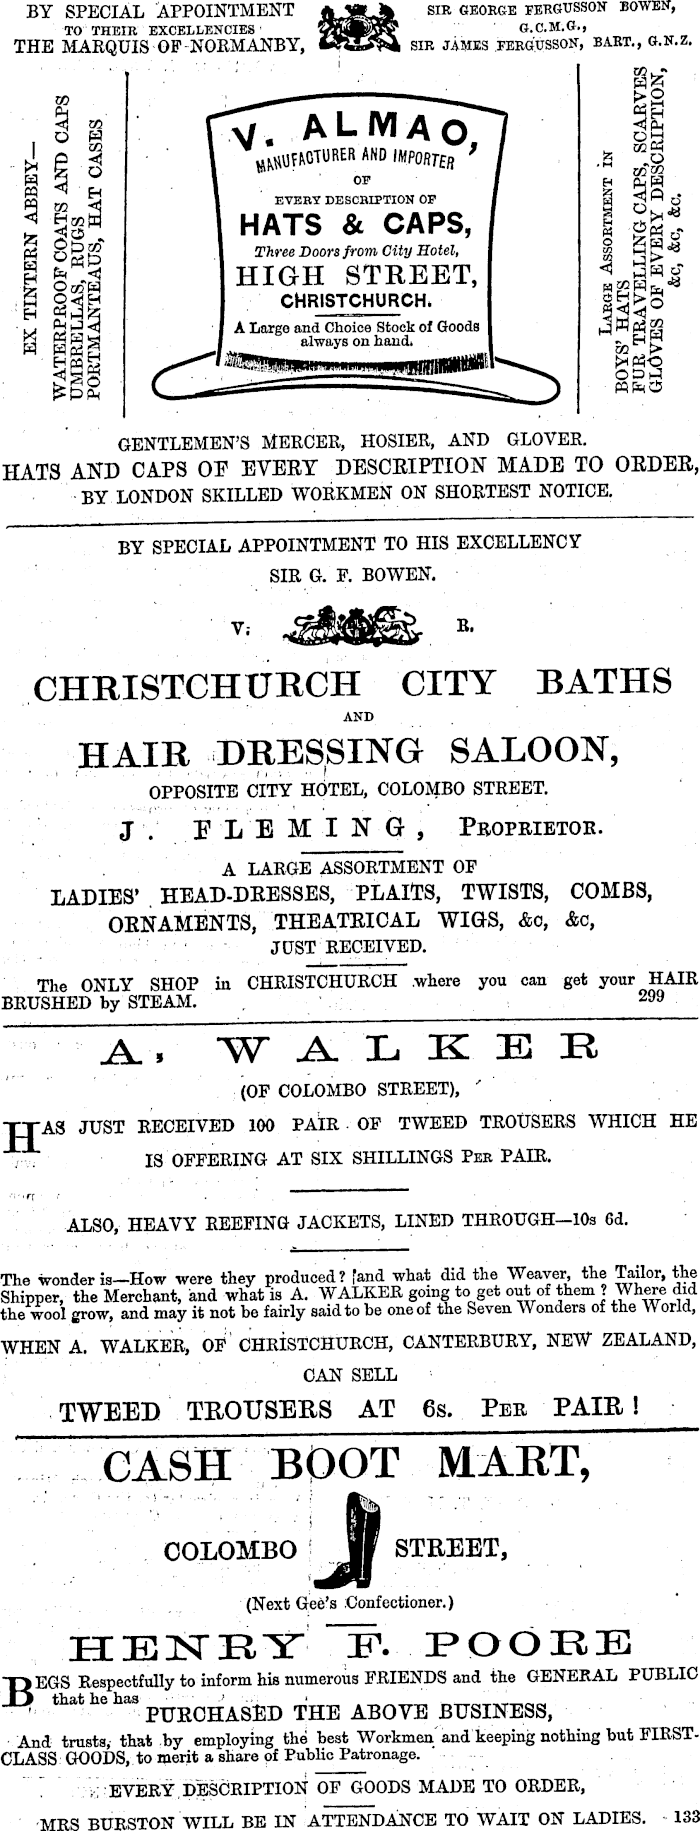 BY SPECIAL APPOINTMENT
TO THEIR EXCELLENCIES
THE MARQUIS OF NORMANBY,
SIR GEORGE FERGUSSON BOWEN,
G.C.M.G.,
SIR JAMES FERGUSSON, BART., G.N.Z.
EX TINTERN ABBEY—
WATERPROOF COATS AND CAPS
UMBRELLAS, RUGS
PORTMANTEAUS, HAT CASES
V. ALMAO,
MANUFACTURER AND IMPORTER
OF
EVERY DESCRIPTION OF
HATS & CAPS,
Three Doors from City Hotel,
HIGH STREET,
CHRISTCHURCH.
A Large and Choice Stock of Goods
always on hand.
LARGE ASSORTMENT IN
BOYS' HATS
FUR TRAVELLING CAPS, SCARVES
GLOVES OF EVERY DESCRIPTION,
&c, &c, &c.
GENTLEMEN'S MERCER, HOSIER, AND GLOVER.
HATS AND CAPS OF EVERY DESCRIPTION MADE TO ORDER,
BY LONDON SKILLED WORKMEN ON SHORTEST NOTICE.
BY SPECIAL APPOINTMENT TO HIS EXCELLENCY
SIR G. F. BOWEN.
V. R.
CHRISTCHURCH CITY BATHS
AND
HAIR DRESSING SALOON,
OPPOSITE CITY HOTEL, COLOMBO STREET.
J. FLEMING, PROPRIETOR.
A LARGE ASSORTMENT OF
LADIES' HEAD-DRESSES, PLAITS, TWISTS, COMBS,
ORNAMENTS, THEATRICAL WIGS, &c, &c,
JUST RECEIVED.
The ONLY SHOP in CHRISTCHURCH where you can get your HAIR
BRUSHED by STEAM. 299
A. WALKER
(OF COLOMBO STREET),
HAS JUST RECEIVED 100 PAIR OF TWEED TROUSERS WHICH HE
IS OFFERING AT SIX SHILLINGS PER PAIR.
ALSO, HEAVY REEFING JACKETS, LINED THROUGH—10s 6d.
The wonder is—How were they produced? [and what did the Weaver, the Tailor, the
Shipper, the Merchant, and what is A. WALKER going to get out of them? Where did
the wool grow, and may it not be fairly said to be one of the Seven Wonders of the World,
WHEN A. WALKER, OF CHRISTCHURCH, CANTERBURY, NEW ZEALAND,
CAN SELL
TWEED TROUSERS AT 6s. PER PAIR!
CASH BOOT MART,
COLOMBO STREET,
(Next Gee's Confectioner.)
HENRY F. POORE
BEGS Respectfully to inform his numerous FRIENDS and the GENERAL PUBLIC
that he has
PURCHASED THE ABOVE BUSINESS,
And trusts, that by employing the best Workmen and keeping nothing but FIRST-
CLASS GOODS, to merit a share of Public Patronage.
EVERY DESCRIPTION OF GOODS MADE TO ORDER,
MRS BURSTON WILL BE IN ATTENDANCE TO WAIT ON LADIES. 133